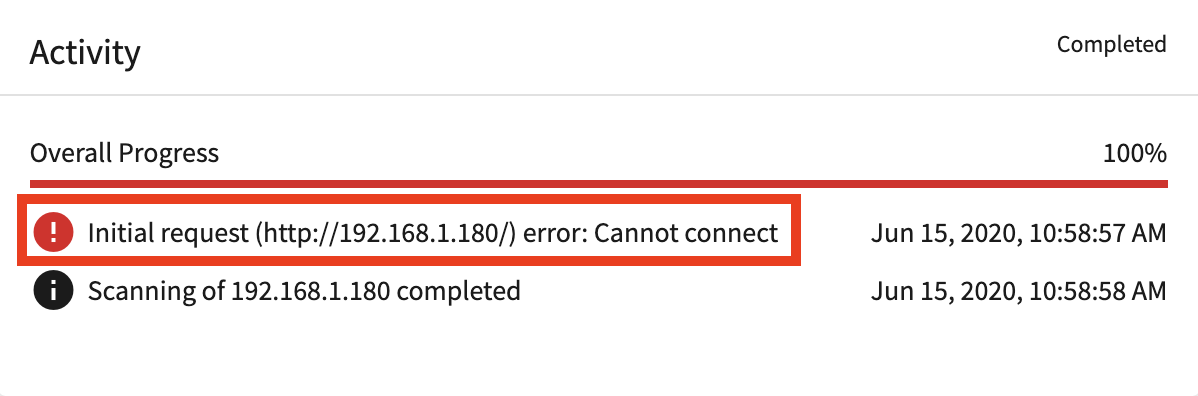 Activity
Completed
Overall Progress
100%
Initial request (http://192.168.1.180/) error: Cannot connect
Jun 15, 2020, 10:58:57 AM
Scanning of 192.168.1.180 completed
Jun 15, 2020, 10:58:58 AM